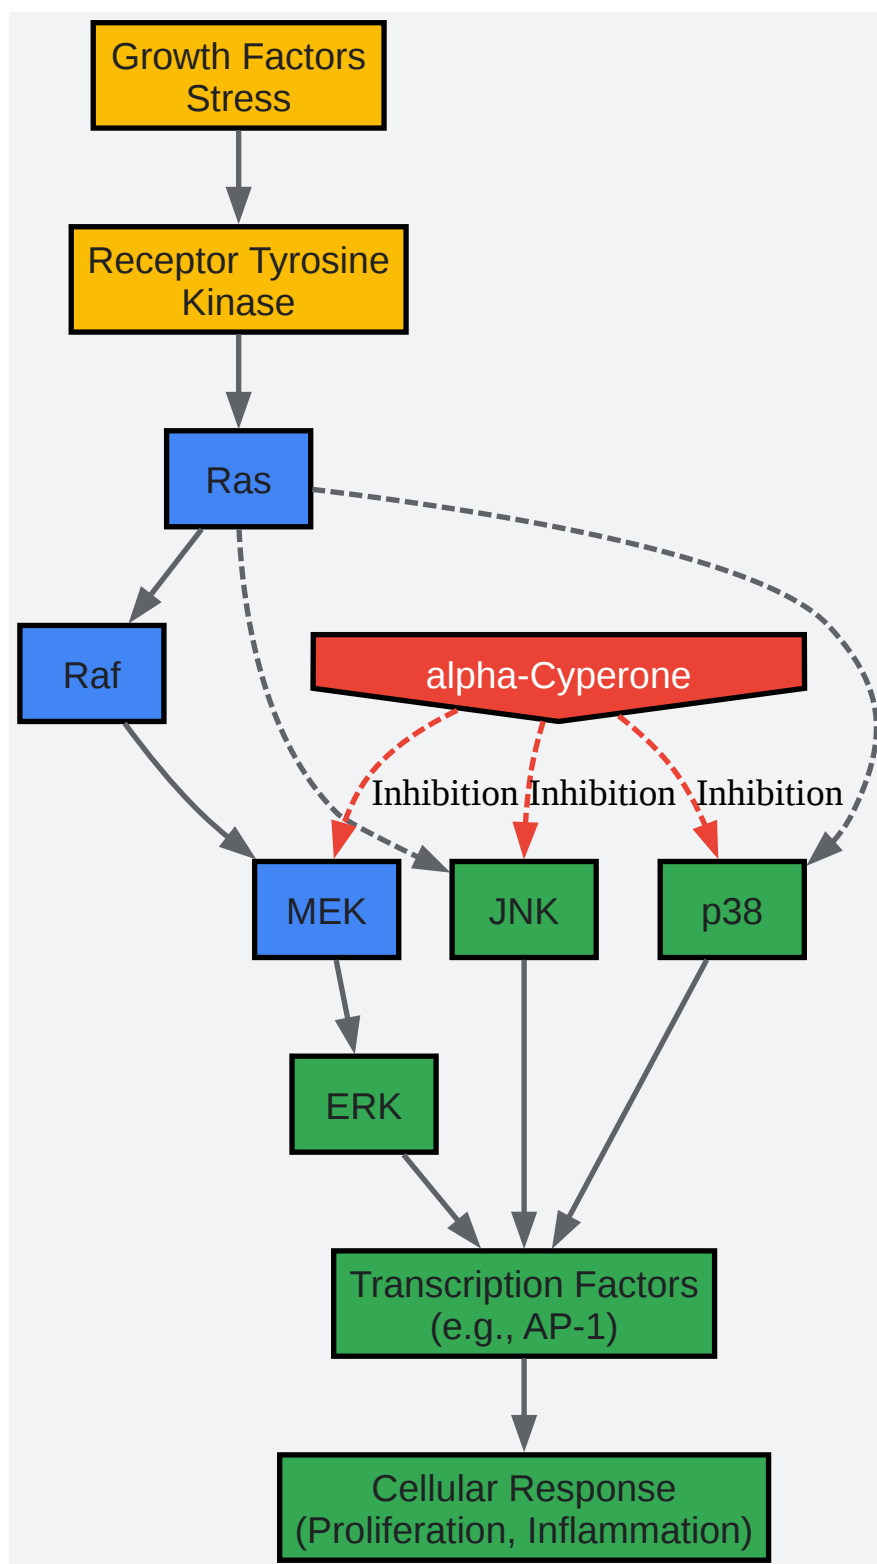 Growth Factors
Stress
Receptor Tyrosine
Kinase
Ras
Raf
alpha-Cyperone
Inhibition
Inhibition
Inhibition
MEK
JNK
p38
ERK
Transcription Factors
(e.g., AP-1)
Cellular Response
(Proliferation, Inflammation)